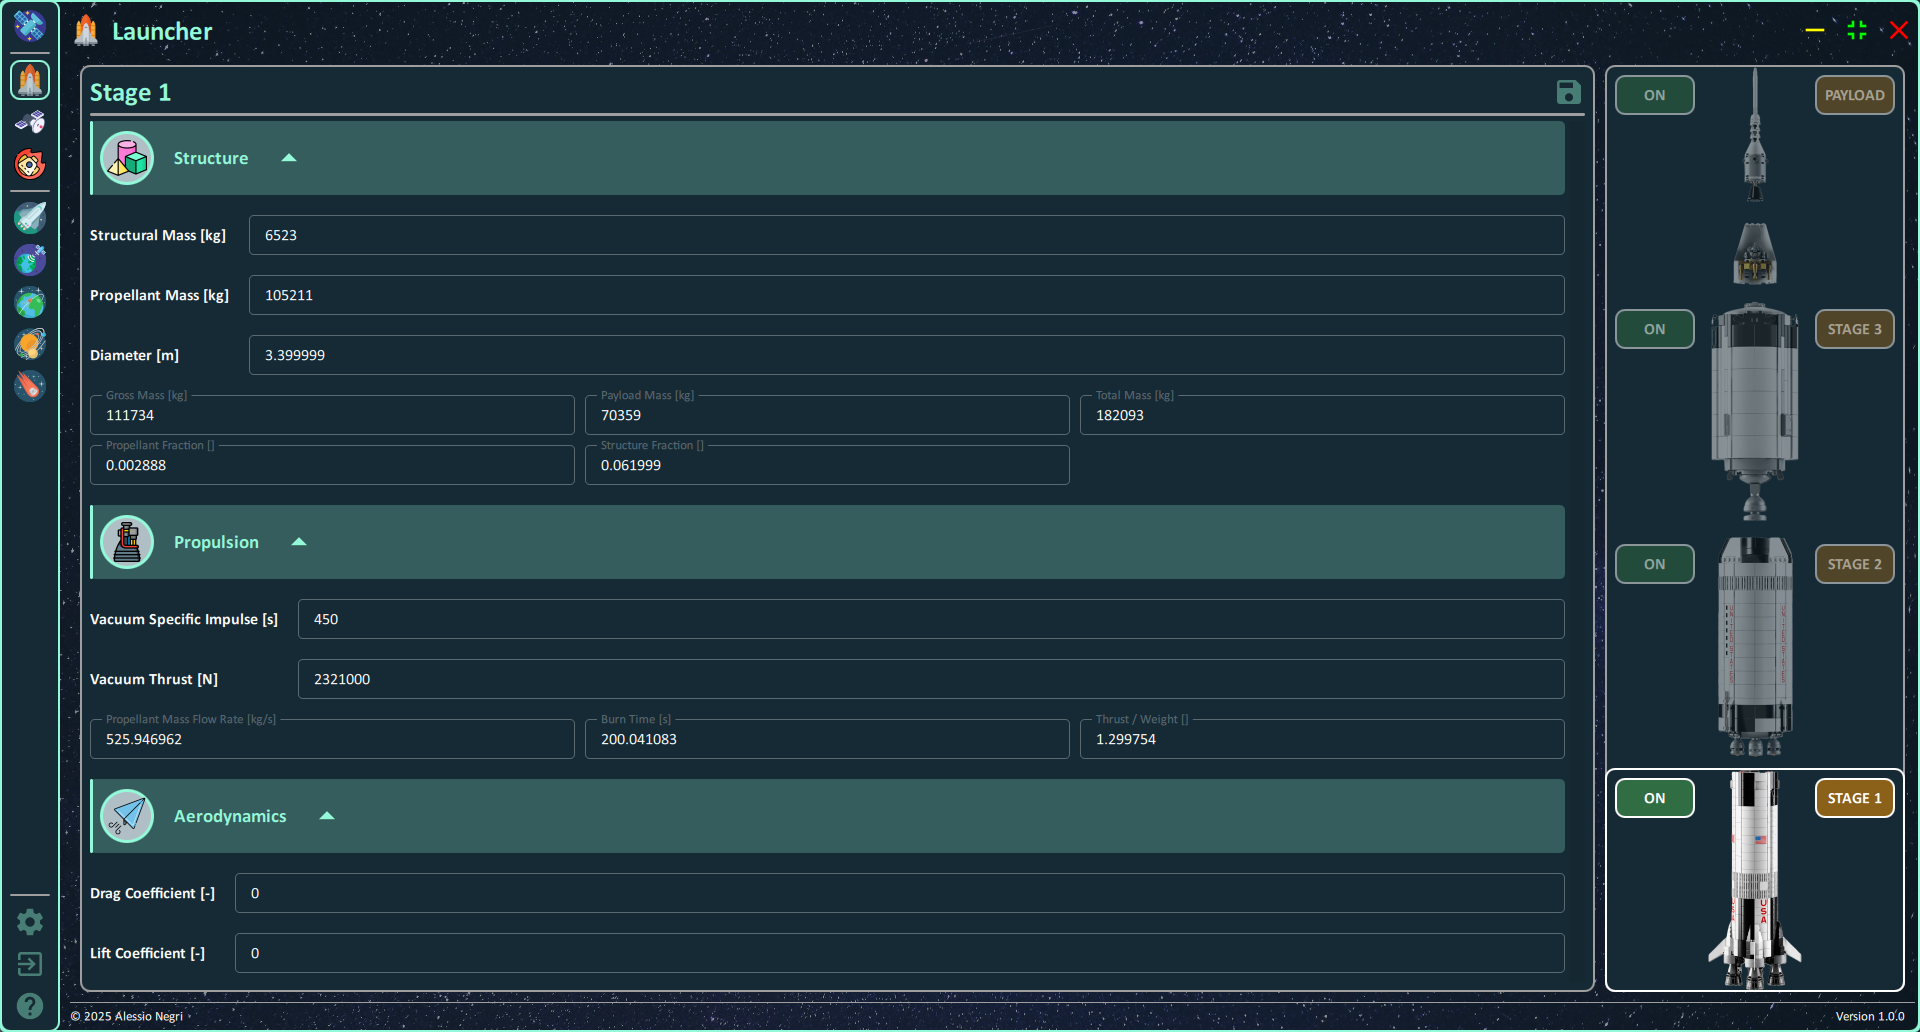 Launcher
Stage 1
Structure
Structural Mass [kg]
6523
Propellant Mass [kg]
105211
Diameter [m]
3.399999
Gross Mass [kg]
111734
Payload Mass [kg]
70359
Total Mass [kg]
182093
Propellant Fraction []
0.002888
Structure Fraction []
0.061999
Propulsion
Vacuum Specific Impulse [s]
450
Vacuum Thrust [N]
2321000
Propellant Mass Flow Rate [kg/s]
525.946962
Burn Time [s]
200.041083
Thrust / Weight []
1.299754
Aerodynamics
Drag Coefficient [-]
0
Lift Coefficient [-]
0
ON
PAYLOAD
ON
STAGE 3
ON
STAGE 2
ON
STAGE 1
USA
© 2025 Alessio Negri
Version 1.0.0